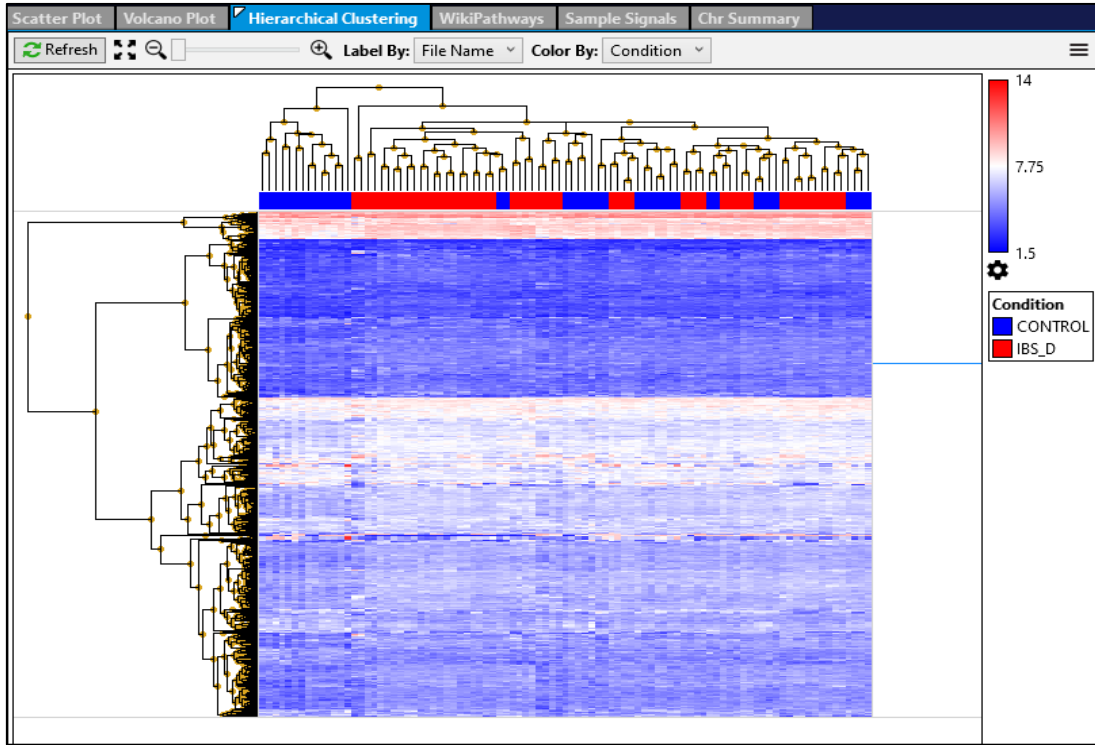 Scatter Plot Volcano Plot Hierarchical Clustering WikiPathways Sample Signals Chr Summary
Refresh Label By: File Name Color By: Condition
14
7.75
1.5
Condition
CONTROL
IBS_D